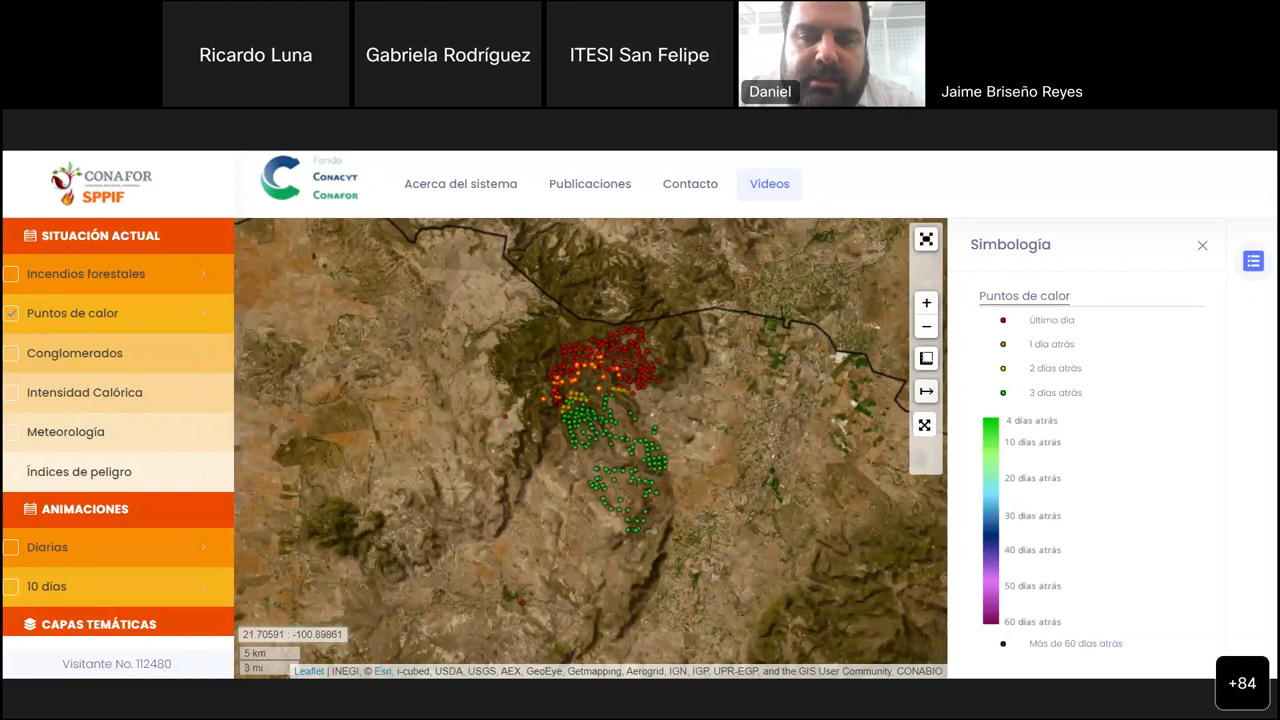 Ricardo Luna
Gabriela Rodríguez
ITESI San Felipe
Daniel
Jaime Briseño Reyes
CONAFOR
SPPIF
Fondo
CONACYT
CONAFOR
Acerca del sistema
Publicaciones
Contacto
Videos
SITUACIÓN ACTUAL
Incendios forestales
Puntos de calor
Conglomerados
Intensidad Calórica
Meteorología
Índices de peligro
ANIMACIONES
Diarias
10 días
CAPAS TEMÁTICAS
Visitante No. 112480
+
−
21.70591 : -100.89861
5 km
3 mi
Leaflet | INEGI, © Esri, i-cubed, USDA, USGS, AEX, GeoEye, Getmapping, Aerogrid, IGN, IGP, UPR-EGP, and the GIS User Community, CONABIO
Simbología
Puntos de calor
Último día
1 día atrás
2 días atrás
3 días atrás
4 días atrás
10 días atrás
20 días atrás
30 días atrás
40 días atrás
50 días atrás
60 días atrás
Más de 60 días atrás
+84